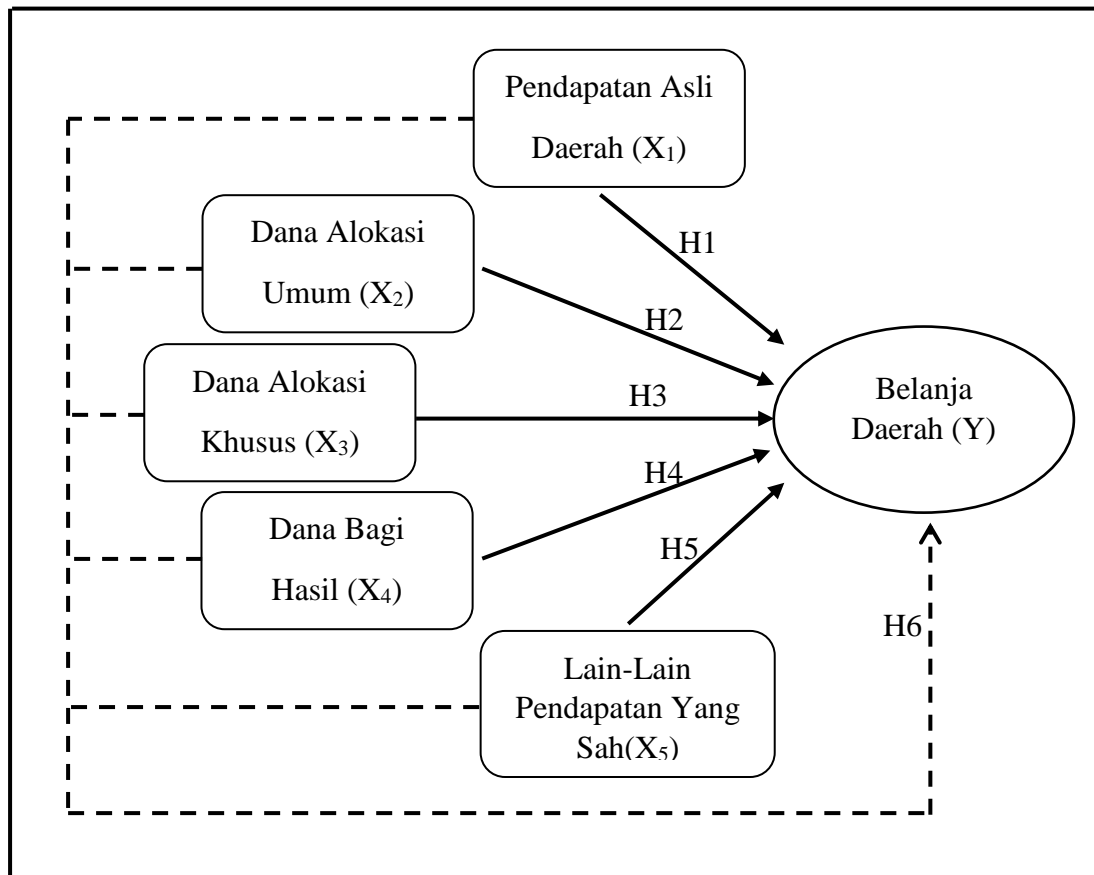 Pendapatan Asli
Daerah (X₁)
H1
Dana Alokasi
Umum (X₂)
H2
Dana Alokasi
Khusus (X₃)
H3
Belanja
Daerah (Y)
Dana Bagi
Hasil (X₄)
H4
H5
Lain-Lain
Pendapatan Yang
Sah(X₅)
H6